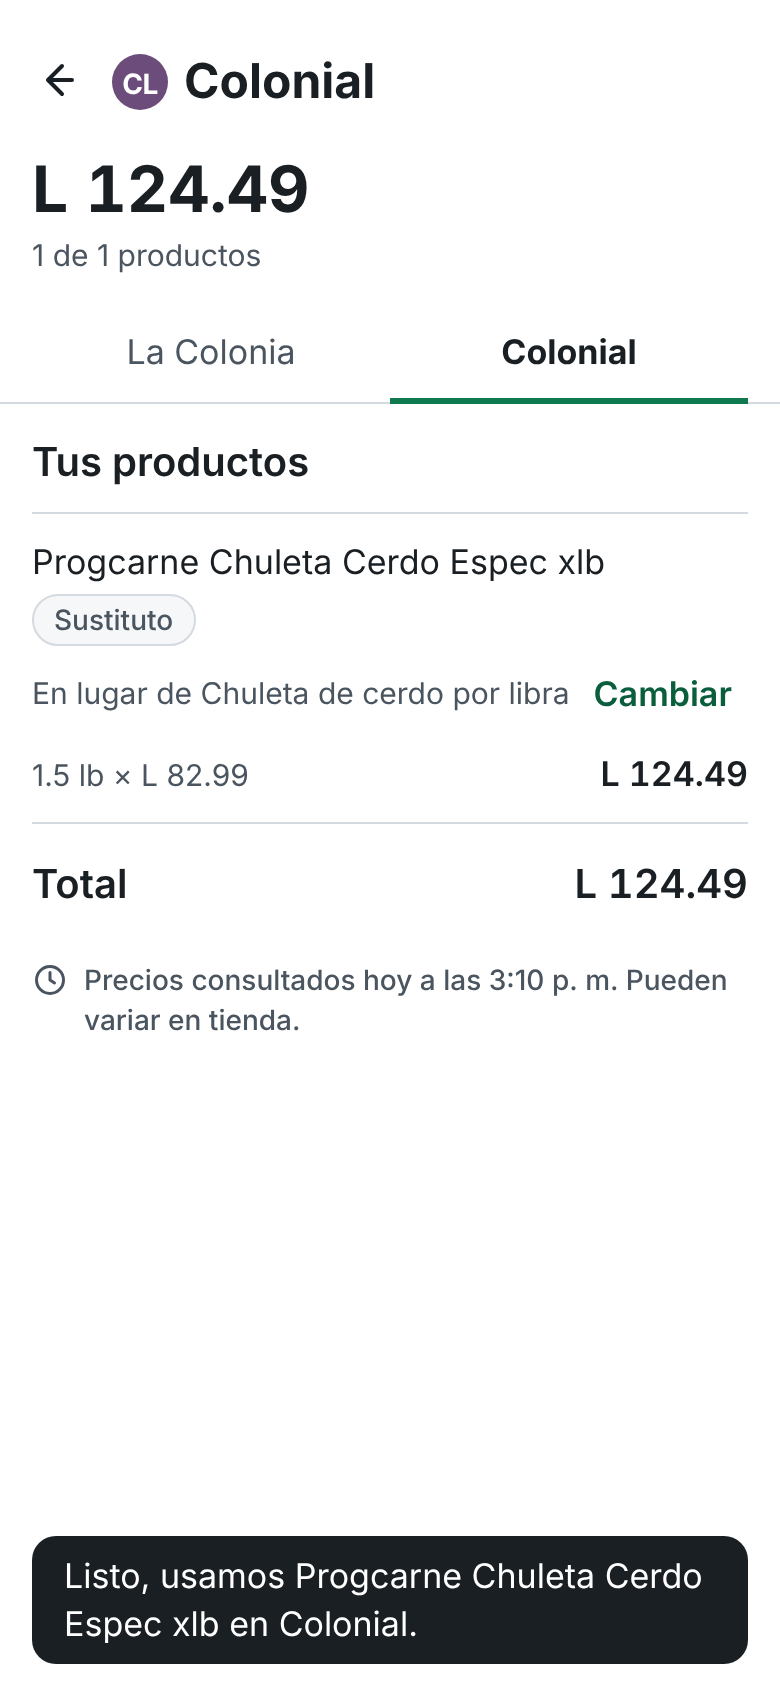 CL Colonial
L 124.49
1 de 1 productos
La Colonia Colonial
Tus productos
Progcarne Chuleta Cerdo Espec xlb
Sustituto
En lugar de Chuleta de cerdo por libra Cambiar
1.5 lb × L 82.99 L 124.49
Total L 124.49
Precios consultados hoy a las 3:10 p. m. Pueden
variar en tienda.
Listo, usamos Progcarne Chuleta Cerdo
Espec xlb en Colonial.